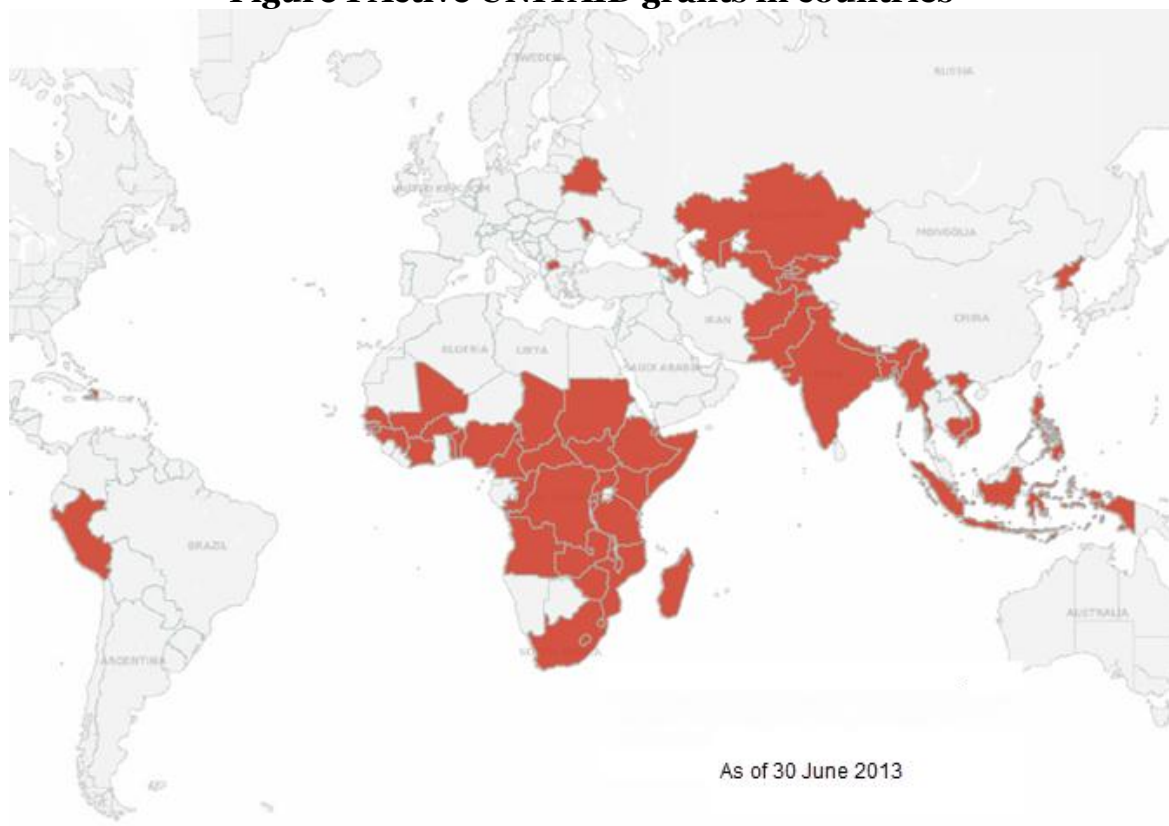 Figure 1 Active UNITAID grants in countries
SWEDEN
RUSSIA
UNITED KINGDOM
MONGOLIA
CHINA
IRAN
ALGERIA
LIBYA
SAUDI ARABIA
BRAZIL
AUSTRALIA
ARGENTINA
As of 30 June 2013